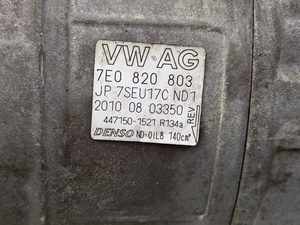 VW AG
7E0 820 803
JP 7SEU17C ND1
2010 08 03350
447150-1521 R134a
REV
DENSO ND-OIL8 140cm³